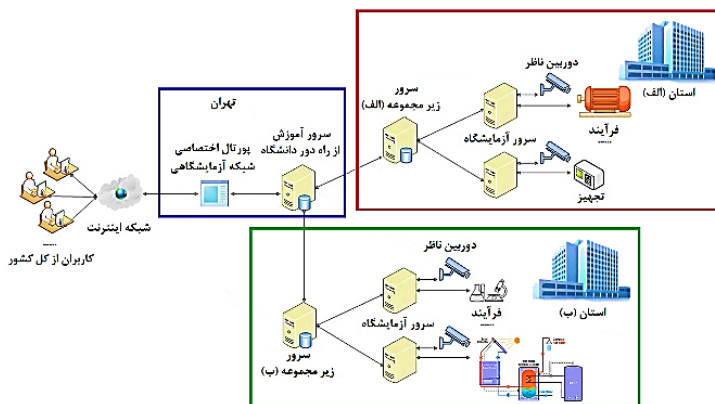 دوربین ناظر
استان (الف)
سرور
زیر مجموعه (الف)
فرآیند
سرور آزمایشگاه
تجهیز
تهران
سرور آموزش
از راه دور دانشگاه
پورتال اختصاصی
شبکه آزمایشگاهی
شبکه اینترنت
کاربران از کل کشور
دوربین ناظر
استان (ب)
فرآیند
سرور آزمایشگاه
سرور
زیر مجموعه (ب)